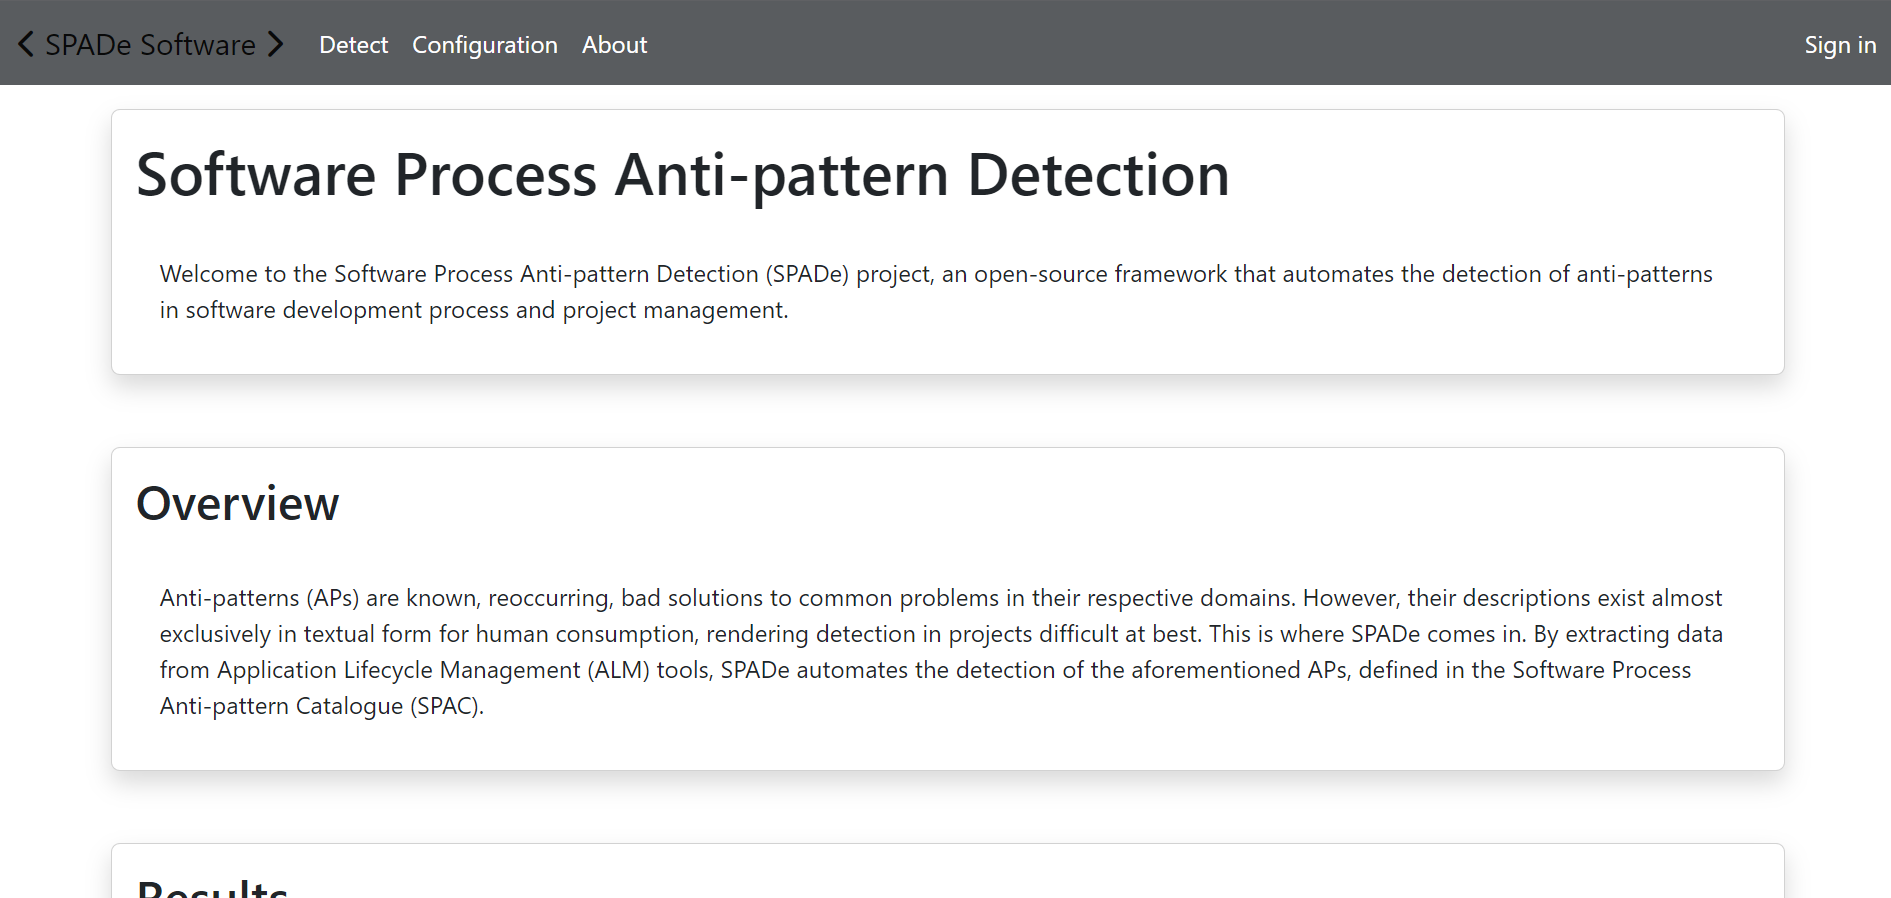 SPADe Software Detect Configuration About Sign in
Software Process Anti-pattern Detection
Welcome to the Software Process Anti-pattern Detection (SPADe) project, an open-source framework that automates the detection of anti-patterns
in software development process and project management.
Overview
Anti-patterns (APs) are known, reoccurring, bad solutions to common problems in their respective domains. However, their descriptions exist almost
exclusively in textual form for human consumption, rendering detection in projects difficult at best. This is where SPADe comes in. By extracting data
from Application Lifecycle Management (ALM) tools, SPADe automates the detection of the aforementioned APs, defined in the Software Process
Anti-pattern Catalogue (SPAC).
Results